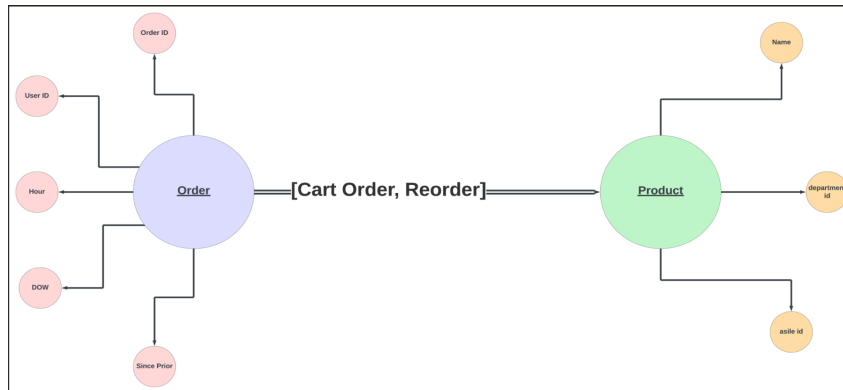 Order ID
Name
User ID
Hour
Order
[Cart Order, Reorder]
Product
department
id
DOW
asile id
Since Prior